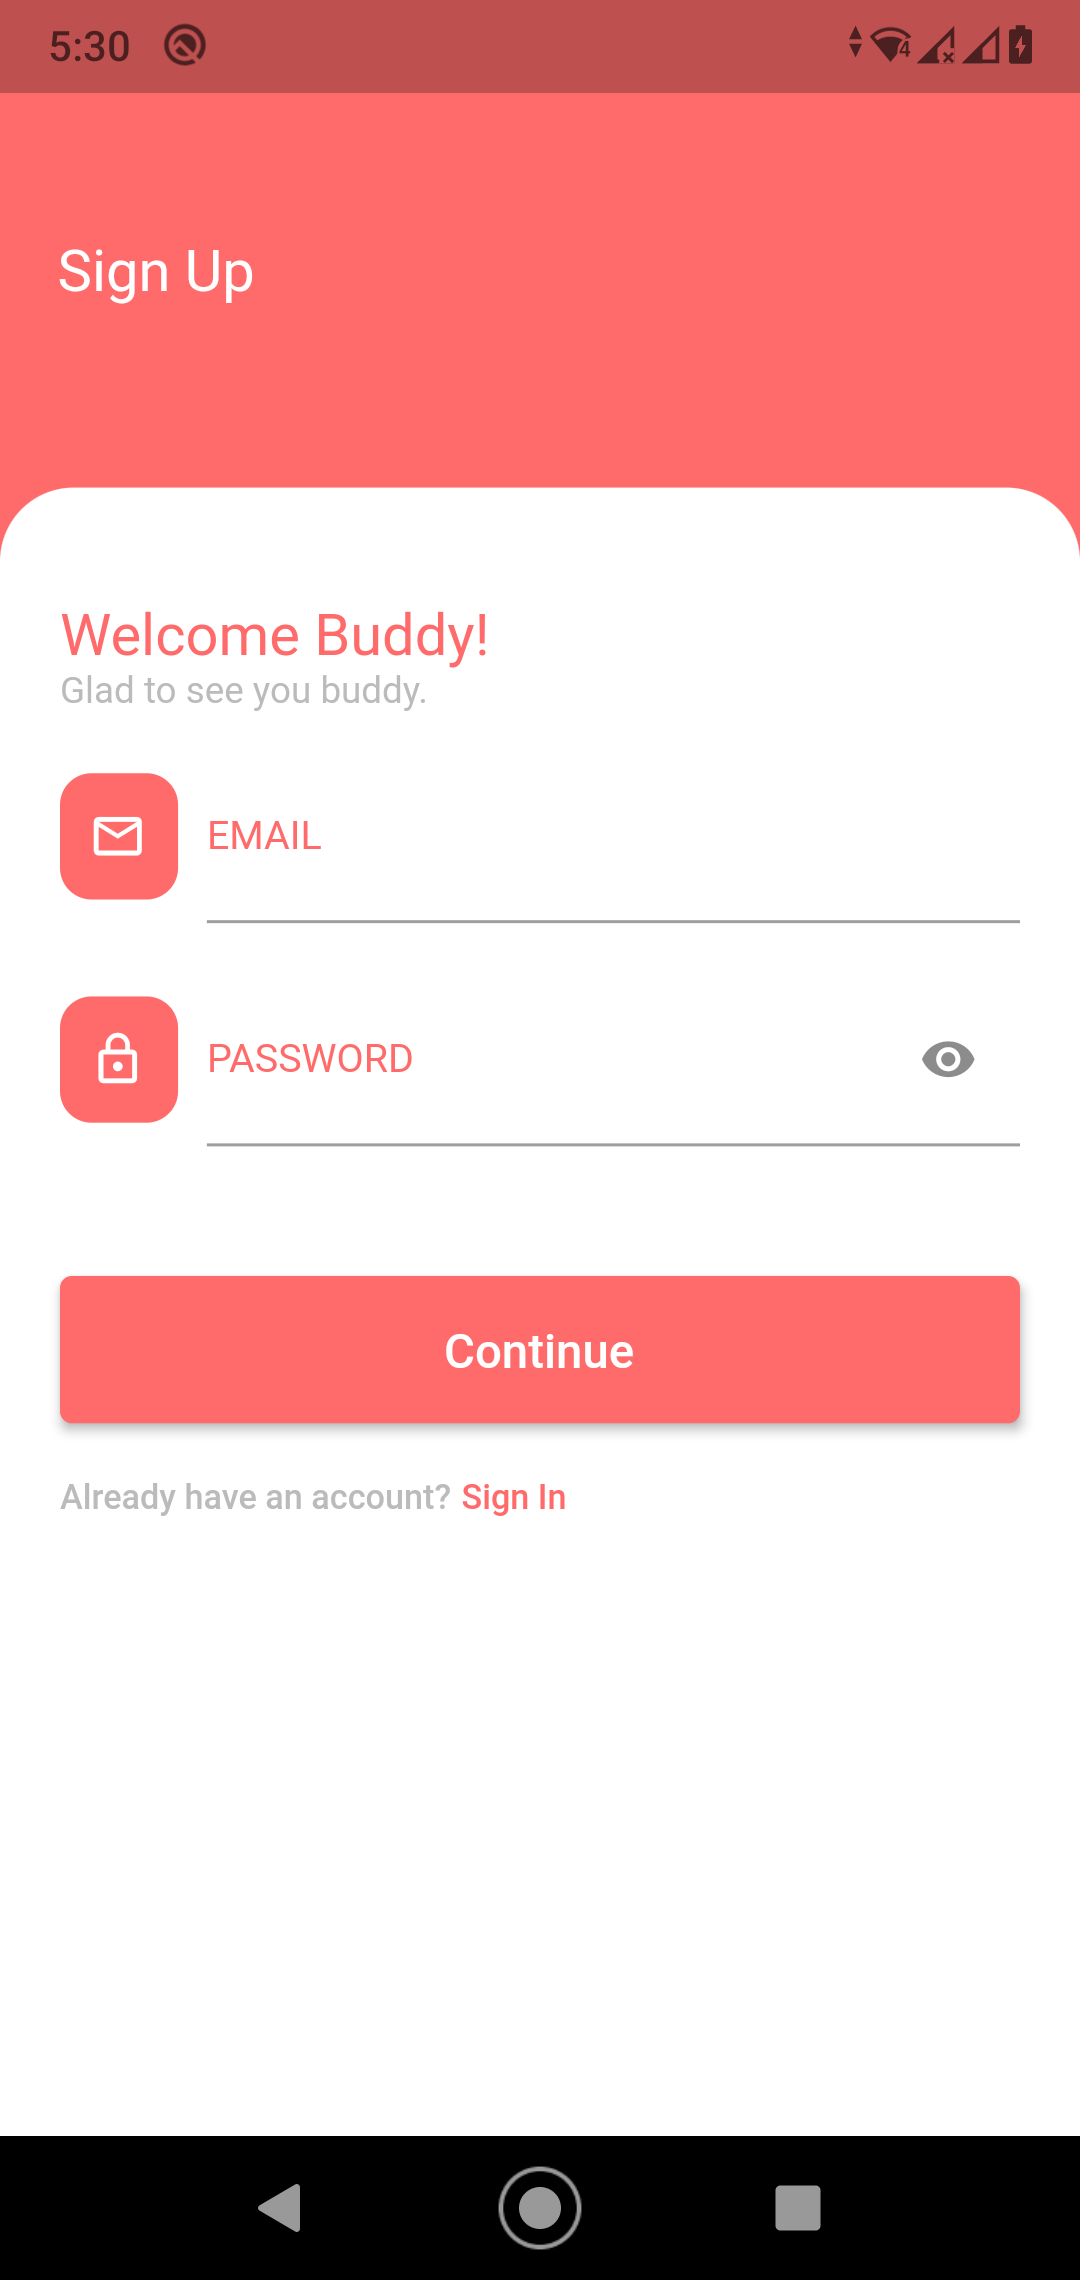 5:30
4
Sign Up
Welcome Buddy!
Glad to see you buddy.
EMAIL
PASSWORD
Continue
Already have an account? Sign In